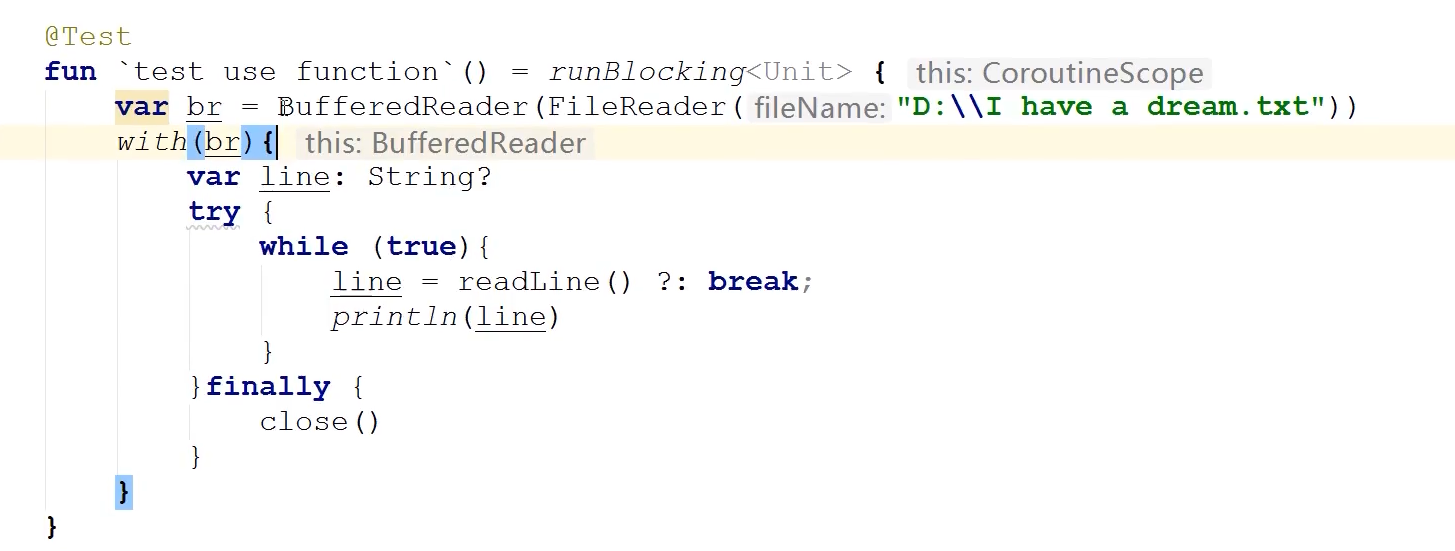 @Test
fun `test use function`() = runBlocking<Unit> { this: CoroutineScope
    var br = BufferedReader(FileReader( fileName: "D:\\I have a dream.txt"))
    with(br){ this: BufferedReader
        var line: String?
        try {
            while (true){
                line = readLine() ?: break;
                println(line)
            }
        }finally {
            close()
        }
    }
}